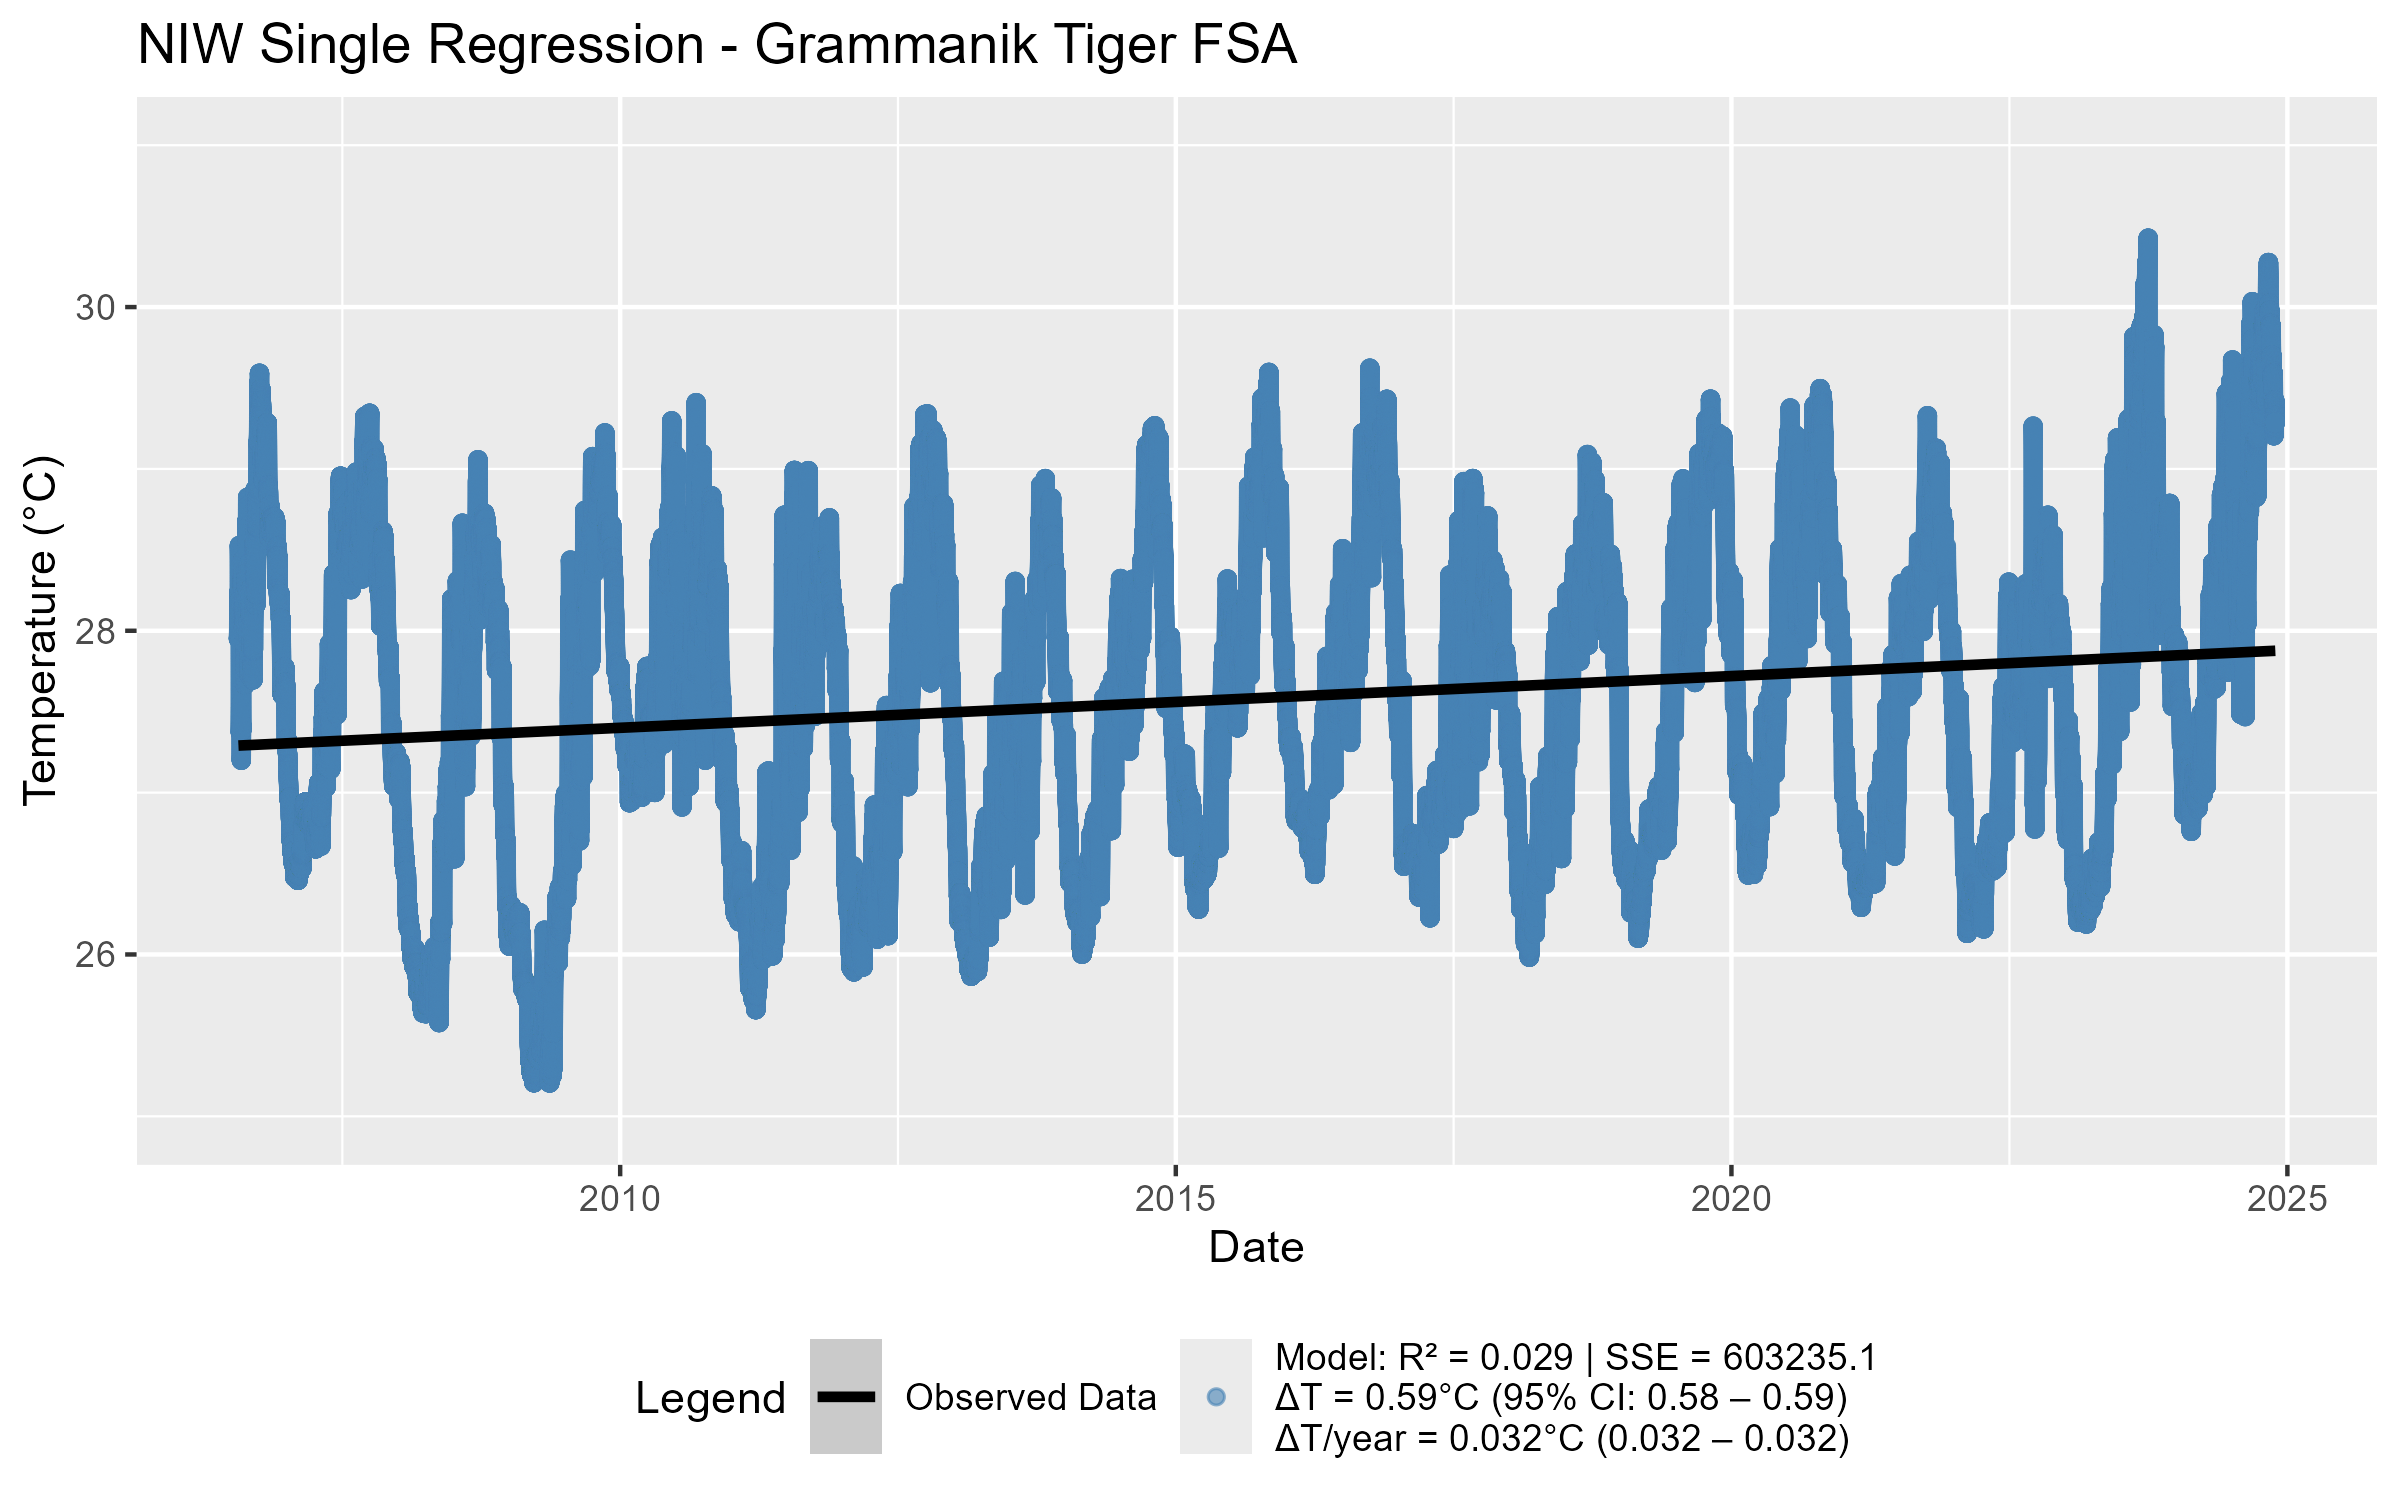 NIW Single Regression - Grammanik Tiger FSA
Temperature (°C)
30
28
26
2010
2015
2020
2025
Date
Legend
Observed Data
Model: R² = 0.029 | SSE = 603235.1
ΔT = 0.59°C (95% CI: 0.58 – 0.59)
ΔT/year = 0.032°C (0.032 – 0.032)